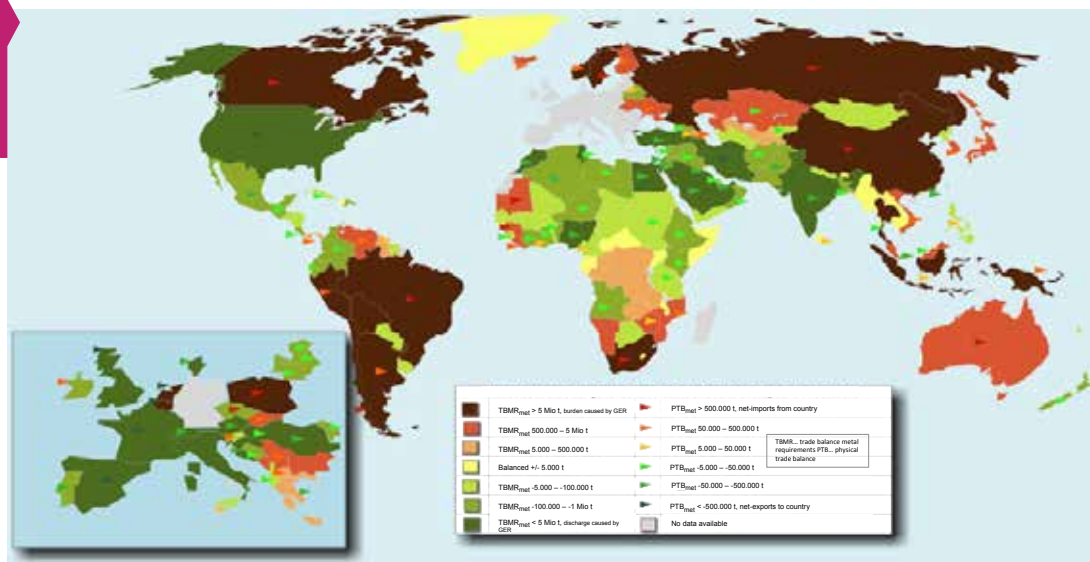 TBMRmet > 5 Mio t, burden caused by GER
TBMRmet 500.000 – 5 Mio t
TBMRmet 5.000 – 500.000 t
Balanced +/- 5.000 t
TBMRmet -5.000 – -100.000 t
TBMRmet -100.000 – -1 Mio t
TBMRmet < 5 Mio t, discharge caused by
GER
PTBmet > 500.000 t, net-imports from country
PTBmet 50.000 – 500.000 t
PTBmet 5.000 – 50.000 t
PTBmet -5.000 – -50.000 t
PTBmet -50.000 – -500.000 t
PTBmet < -500.000 t, net-exports to country
No data available
TBMR... trade balance metal
requirements PTB... physical
trade balance